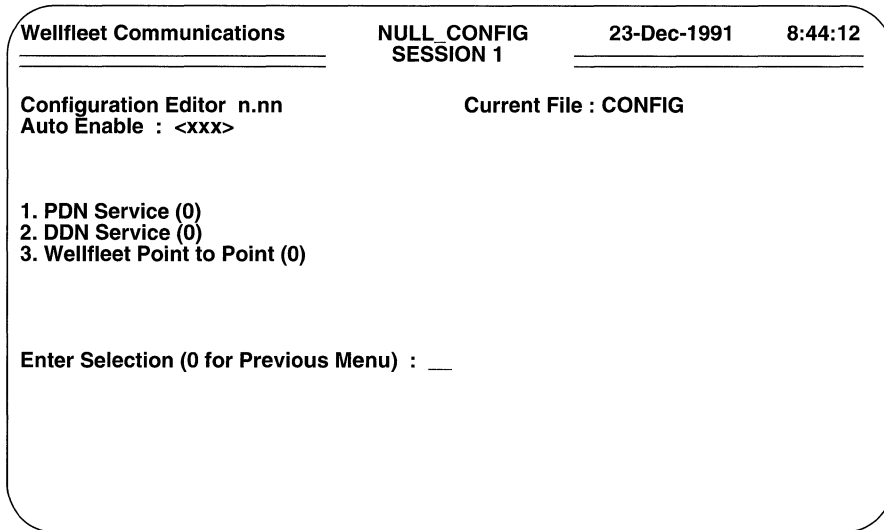 Wellfleet Communications NULL_CONFIG 23-Dec-1991 8:44:12
SESSION 1
Configuration Editor n.nn Current File : CONFIG
Auto Enable : <xxx>
1. PDN Service (0)
2. DDN Service (0)
3. Wellfleet Point to Point (0)
Enter Selection (0 for Previous Menu) : __